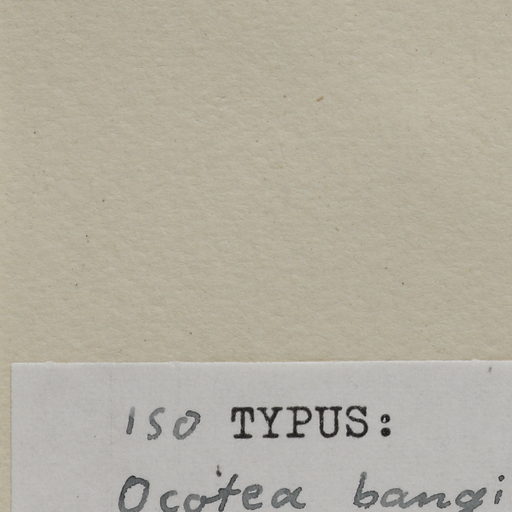 ISO TYPUS:
Ocotea bangi